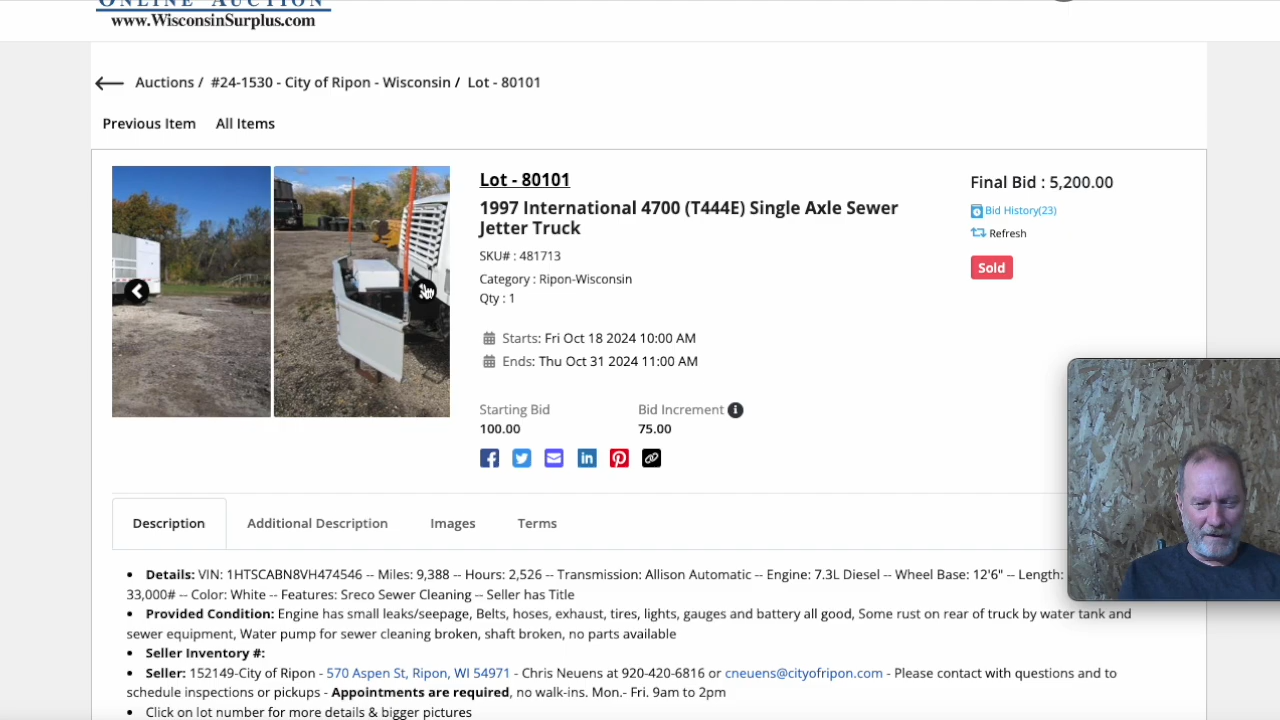 ONLINE AUCTION
www.WisconsinSurplus.com
Auctions / #24-1530 - City of Ripon - Wisconsin / Lot - 80101
Previous Item All Items
Lot - 80101
1997 International 4700 (T444E) Single Axle Sewer
Jetter Truck
SKU# : 481713
Category : Ripon-Wisconsin
Qty : 1
Starts: Fri Oct 18 2024 10:00 AM
Ends: Thu Oct 31 2024 11:00 AM
Starting Bid Bid Increment
100.00 75.00
Final Bid : 5,200.00
Bid History(23)
Refresh
Sold
Description Additional Description Images Terms
• Details: VIN: 1HTSCABN8VH474546 -- Miles: 9,388 -- Hours: 2,526 -- Transmission: Allison Automatic -- Engine: 7.3L Diesel -- Wheel Base: 12'6" -- Length:
33,000# -- Color: White -- Features: Sreco Sewer Cleaning -- Seller has Title
• Provided Condition: Engine has small leaks/seepage, Belts, hoses, exhaust, tires, lights, gauges and battery all good, Some rust on rear of truck by water tank and
sewer equipment, Water pump for sewer cleaning broken, shaft broken, no parts available
• Seller Inventory #:
• Seller: 152149-City of Ripon - 570 Aspen St, Ripon, WI 54971 - Chris Neuens at 920-420-6816 or cneuens@cityofripon.com - Please contact with questions and to
schedule inspections or pickups - Appointments are required, no walk-ins. Mon.- Fri. 9am to 2pm
• Click on lot number for more details & bigger pictures